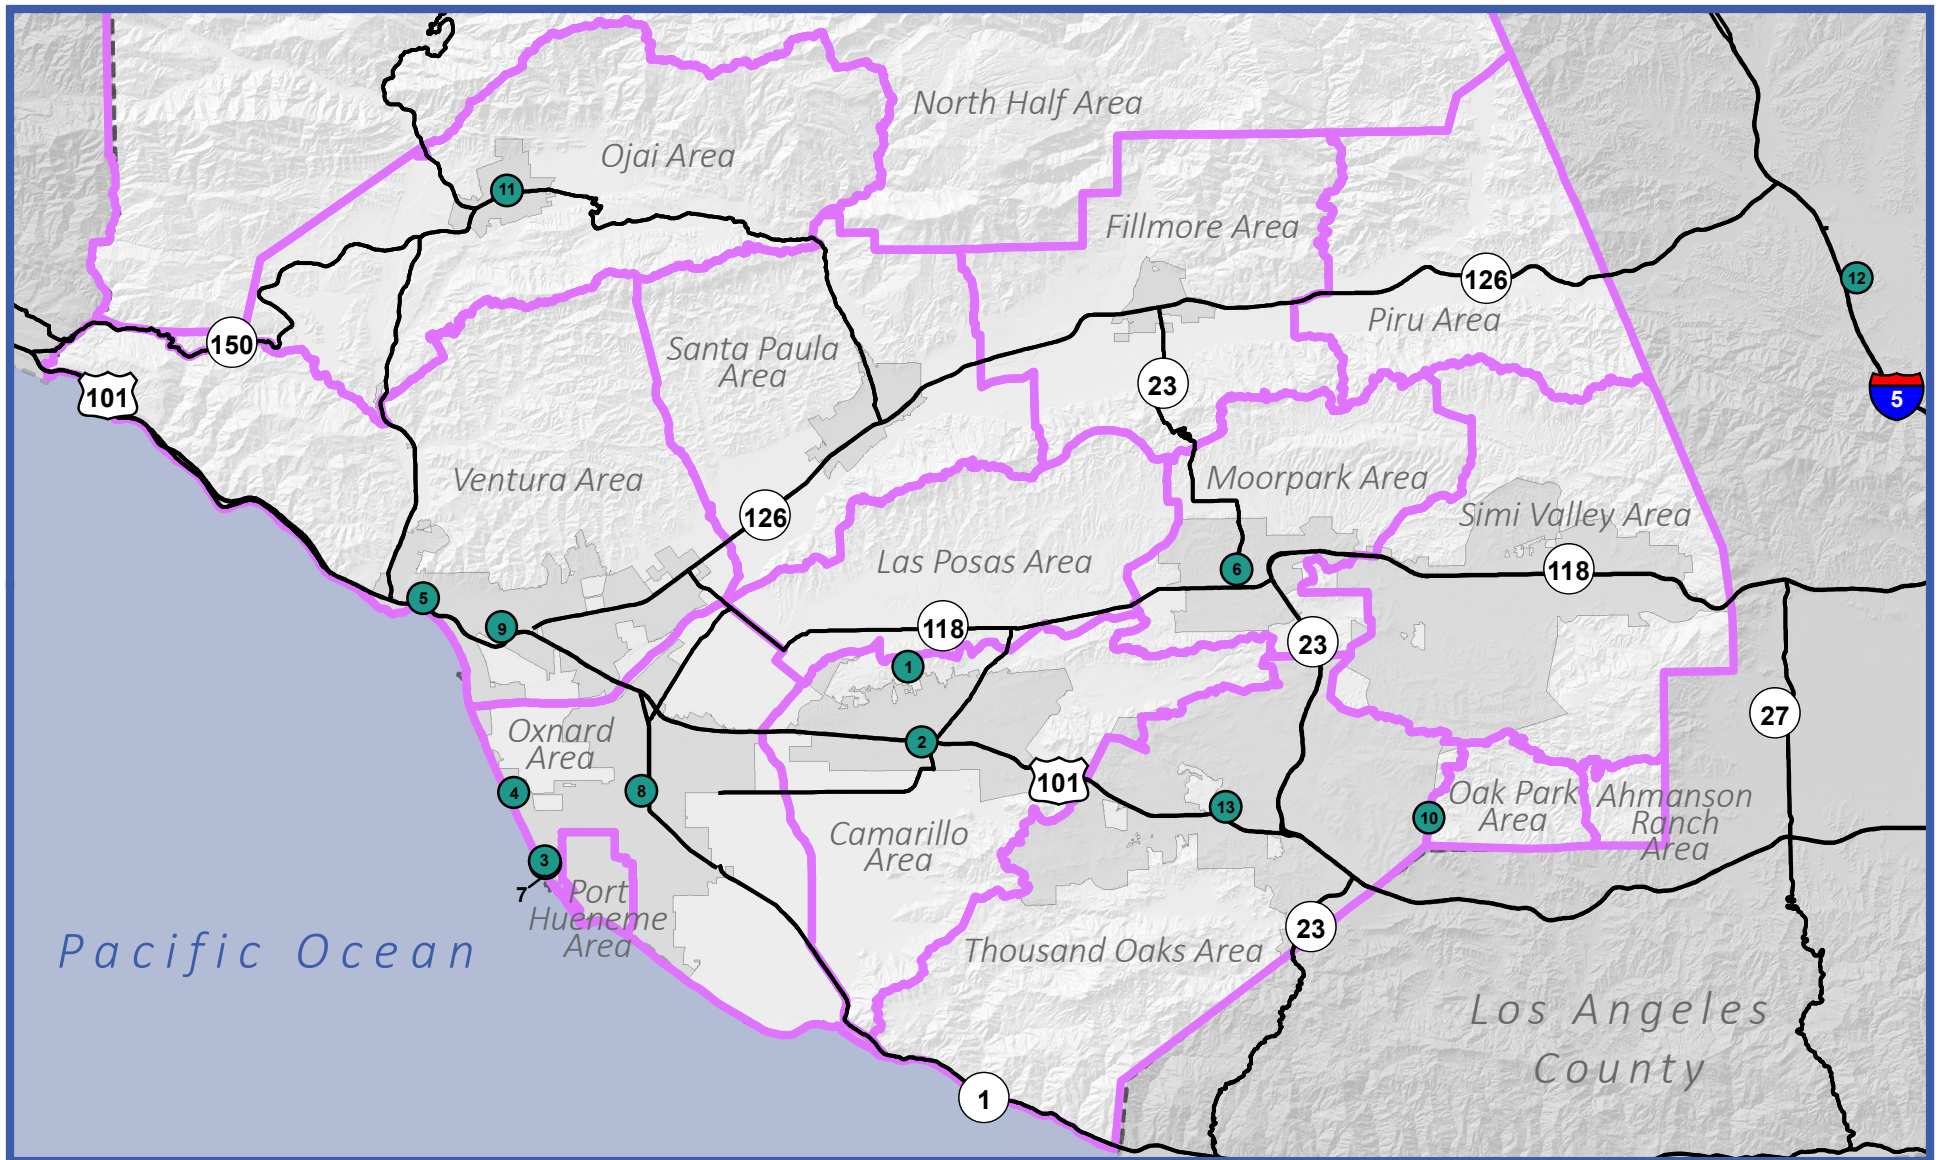 North Half Area
Ojai Area
11
Fillmore Area
126
12
Piru Area
150
Santa Paula
Area
23
101
5
Ventura Area
Moorpark Area
126
Simi Valley Area
Las Posas Area
6
118
5
9
118
23
1
27
Oxnard
Area
2
101
4
8
13
10
Oak Park
Area
Ahmanson
Ranch
Area
Camarillo
Area
3
7
Port
Hueneme
Area
23
Pacific Ocean
Thousand Oaks Area
Los Angeles
County
1